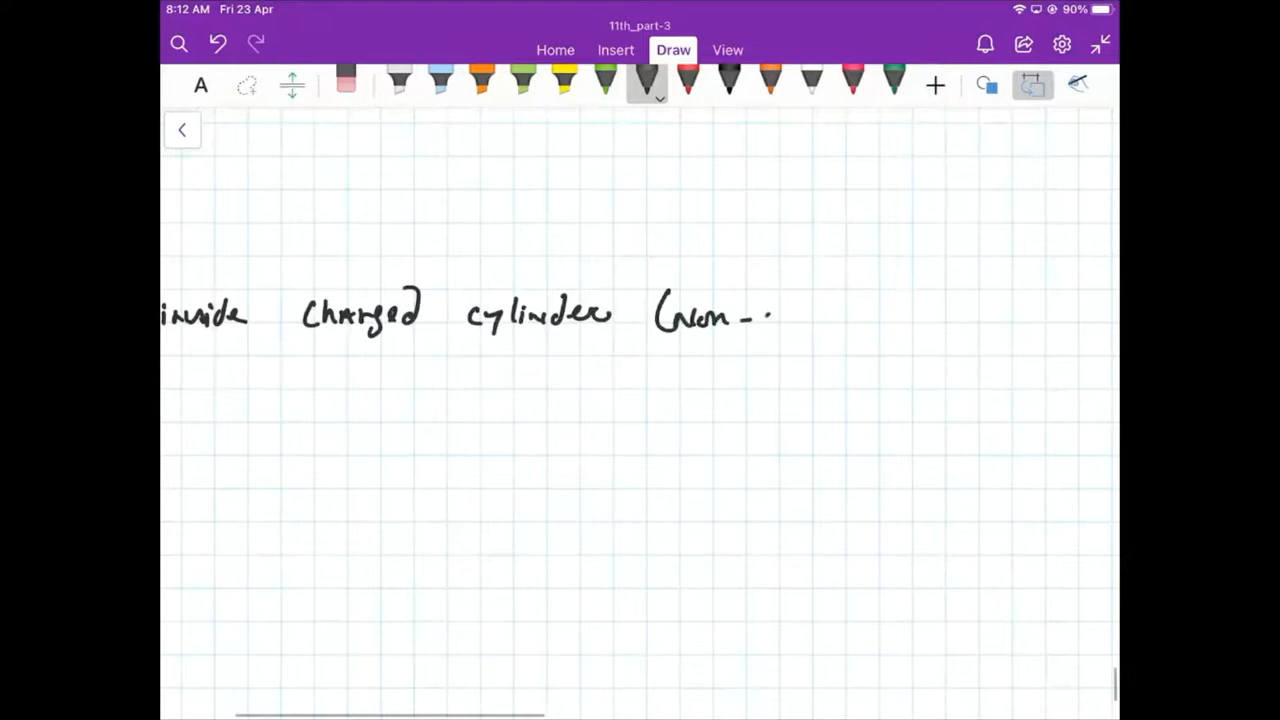 8:12 AM Fri 23 Apr
90%
11th_part-3
Home Insert Draw View
A
inside charged cylinder (non-.